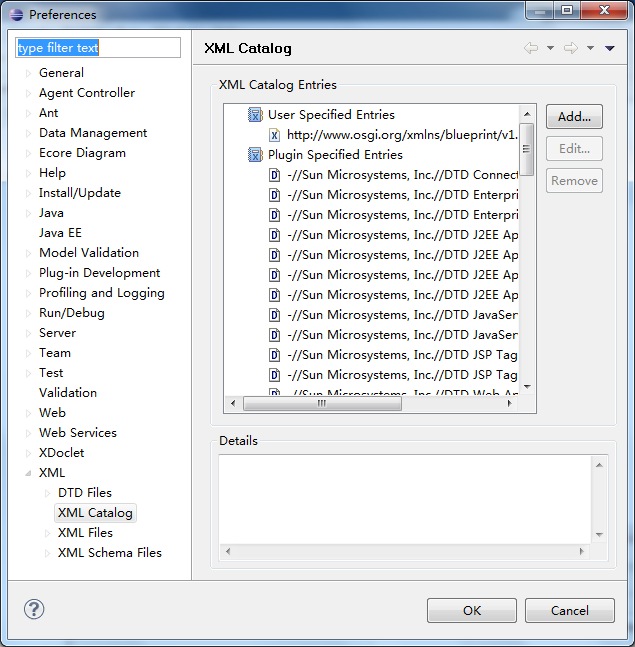 Preferences
type filter text
General
Agent Controller
Ant
Data Management
Ecore Diagram
Help
Install/Update
Java
Java EE
Model Validation
Plug-in Development
Profiling and Logging
Run/Debug
Server
Team
Test
Validation
Web
Web Services
XDoclet
XML
DTD Files
XML Catalog
XML Files
XML Schema Files
XML Catalog
XML Catalog Entries
User Specified Entries
http://www.osgi.org/xmlns/blueprint/v1.
Plugin Specified Entries
-//Sun Microsystems, Inc.//DTD Connect
-//Sun Microsystems, Inc.//DTD Enterpri
-//Sun Microsystems, Inc.//DTD Enterpri
-//Sun Microsystems, Inc.//DTD J2EE Ap
-//Sun Microsystems, Inc.//DTD J2EE Ap
-//Sun Microsystems, Inc.//DTD J2EE Ap
-//Sun Microsystems, Inc.//DTD J2EE Ap
-//Sun Microsystems, Inc.//DTD JavaSer
-//Sun Microsystems, Inc.//DTD JavaSer
-//Sun Microsystems, Inc.//DTD JSP Tag
-//Sun Microsystems, Inc.//DTD JSP Tag
-//Sun Microsystems, Inc.//DTD Web Ap
Add...
Edit...
Remove
Details
OK
Cancel